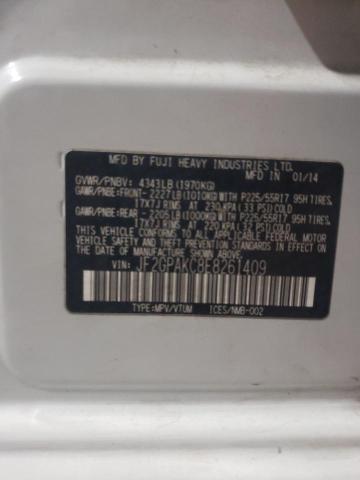 MFD BY FUJI HEAVY INDUSTRIES LTD.
MFD IN 01/14
GVWR/PNBV: 4343LB (1970KG)
GAWR/PNBE:FRONT- 2227LB(1010KG)WITH P225/55R17 95H TIRES,
17X7J RIMS AT 230 KPA(33 PSI)COLD
GAWR/PNBE:REAR - 2205LB(1000KG)WITH P225/55R17 95H TIRES,
17X7J RIMS AT 220 KPA(32 PSI)COLD
THIS VEHICLE CONFORMS TO ALL APPLICABLE
FEDERAL MOTOR VEHICLE SAFETY AND
THEFT PREVENTION STANDARDS IN EFFECT ON
THE DATE OF MANUFACTURE SHOWN ABOVE.
VIN: JF2GPAKC8E8261409
TYPE:MPV/VTUM ICES/NMB-002